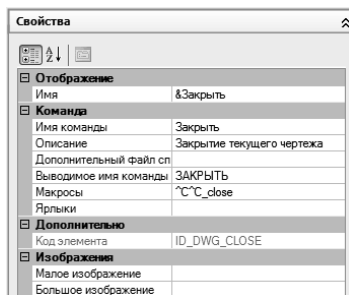 Свойства
Отображение
Имя &Закрыть
Команда
Имя команды Закрыть
Описание Закрытие текущего чертежа
Дополнительный файл сп
Выводимое имя команды ЗАКРЫТЬ
Макросы ^C^C_close
Ярлыки
Дополнительно
Код элемента ID_DWG_CLOSE
Изображения
Малое изображение
Большое изображение